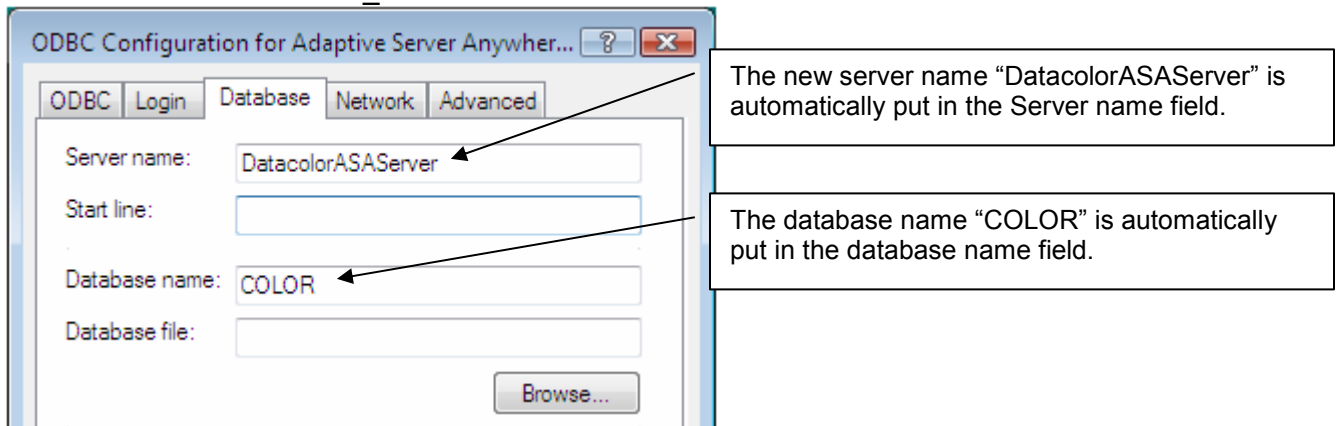 ODBC Configuration for Adaptive Server Anywher...
ODBC Login Database Network Advanced
Server name: DatacolorASAServer
Start line:
Database name: COLOR
Database file:
Browse...
The new server name “DatacolorASAServer” is
automatically put in the Server name field.
The database name “COLOR” is automatically
put in the database name field.